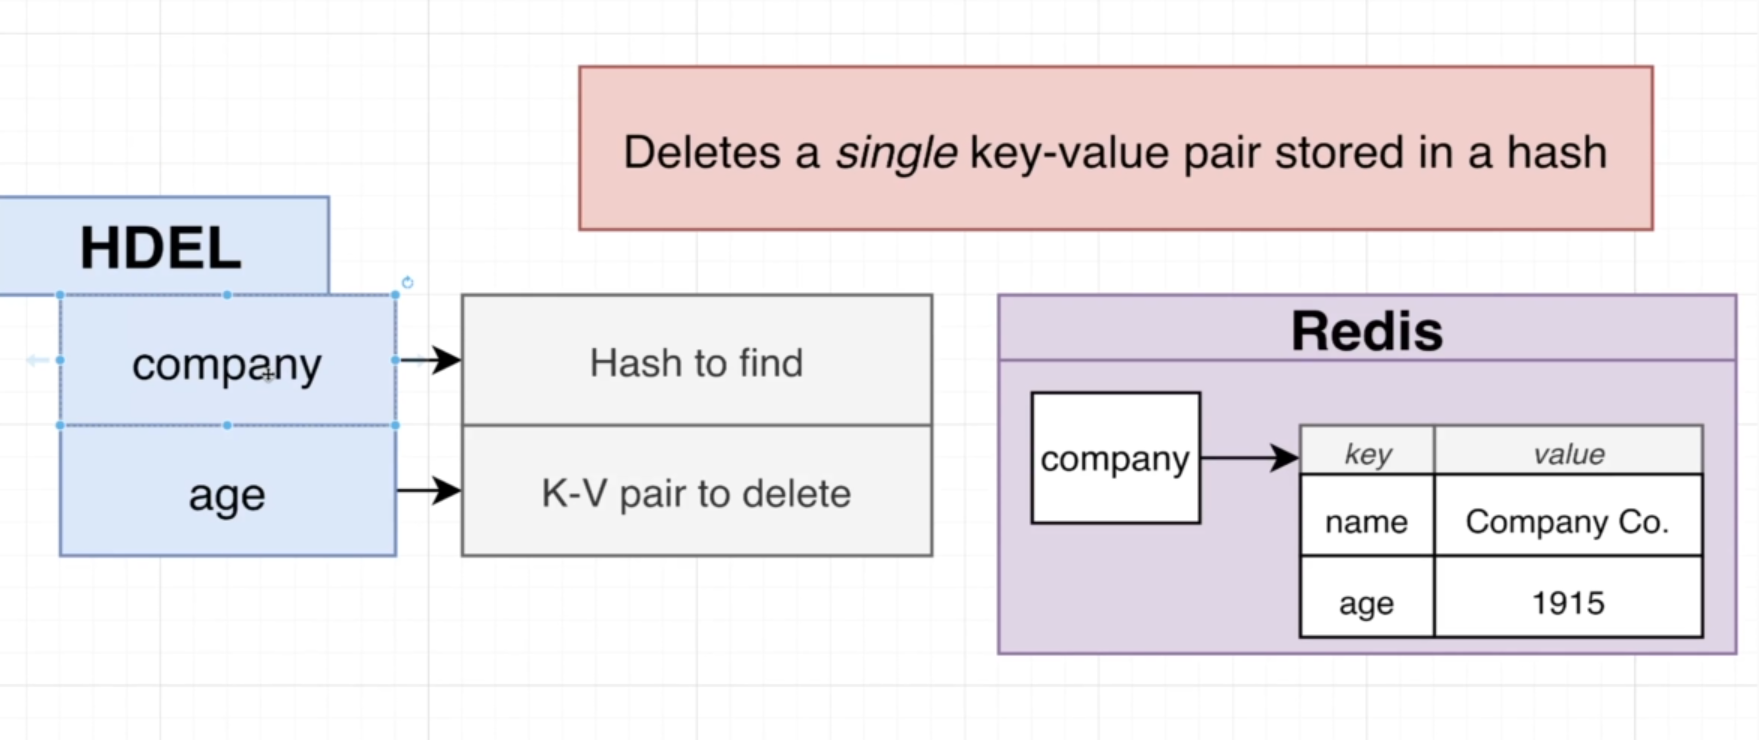 Deletes a single key-value pair stored in a hash
HDEL
company
Hash to find
age
K-V pair to delete
Redis
company
key value
name Company Co.
age 1915